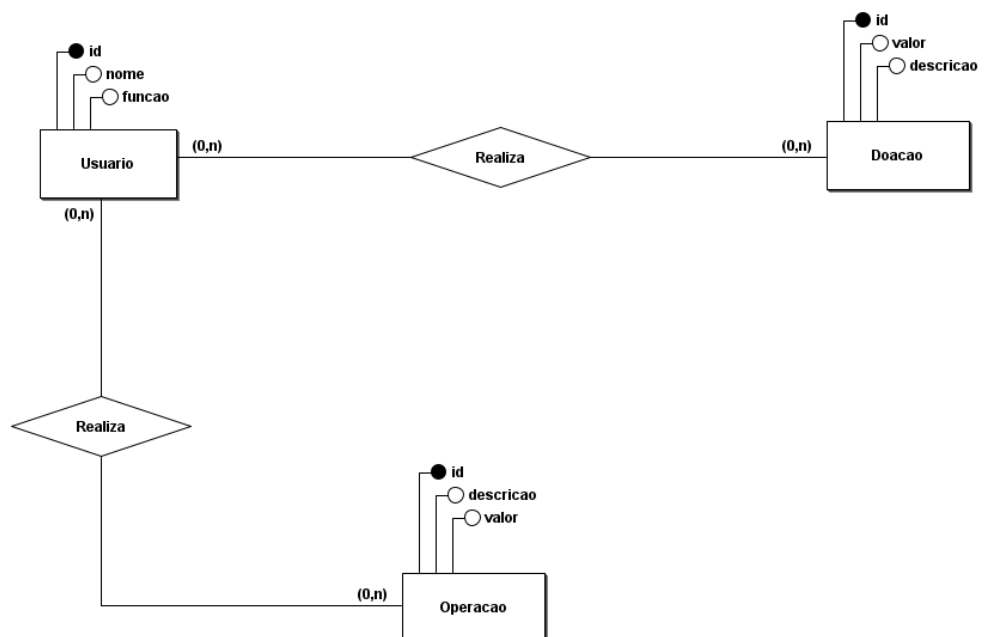 id
nome
funcao
Usuario
(0,n)
Realiza
(0,n)
id
valor
descricao
Doacao
(0,n)
Realiza
(0,n)
id
descricao
valor
Operacao